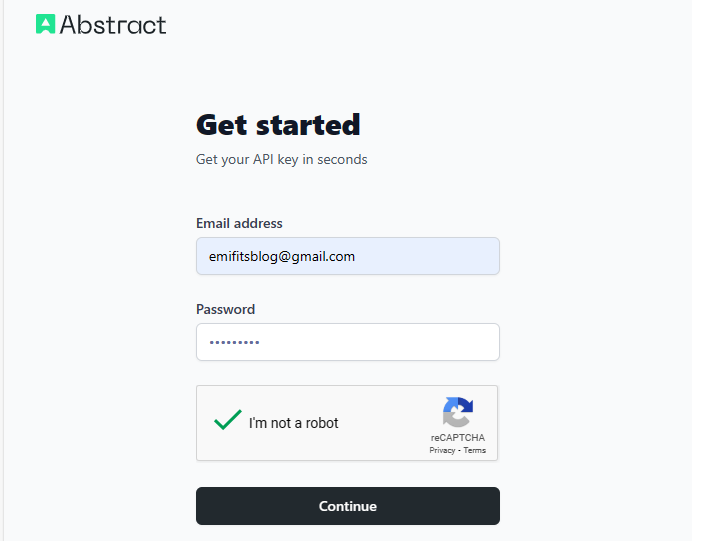 Abstract
Get started
Get your API key in seconds
Email address
emifitsblog@gmail.com
Password
•••••••••
I'm not a robot
reCAPTCHA
Privacy - Terms
Continue